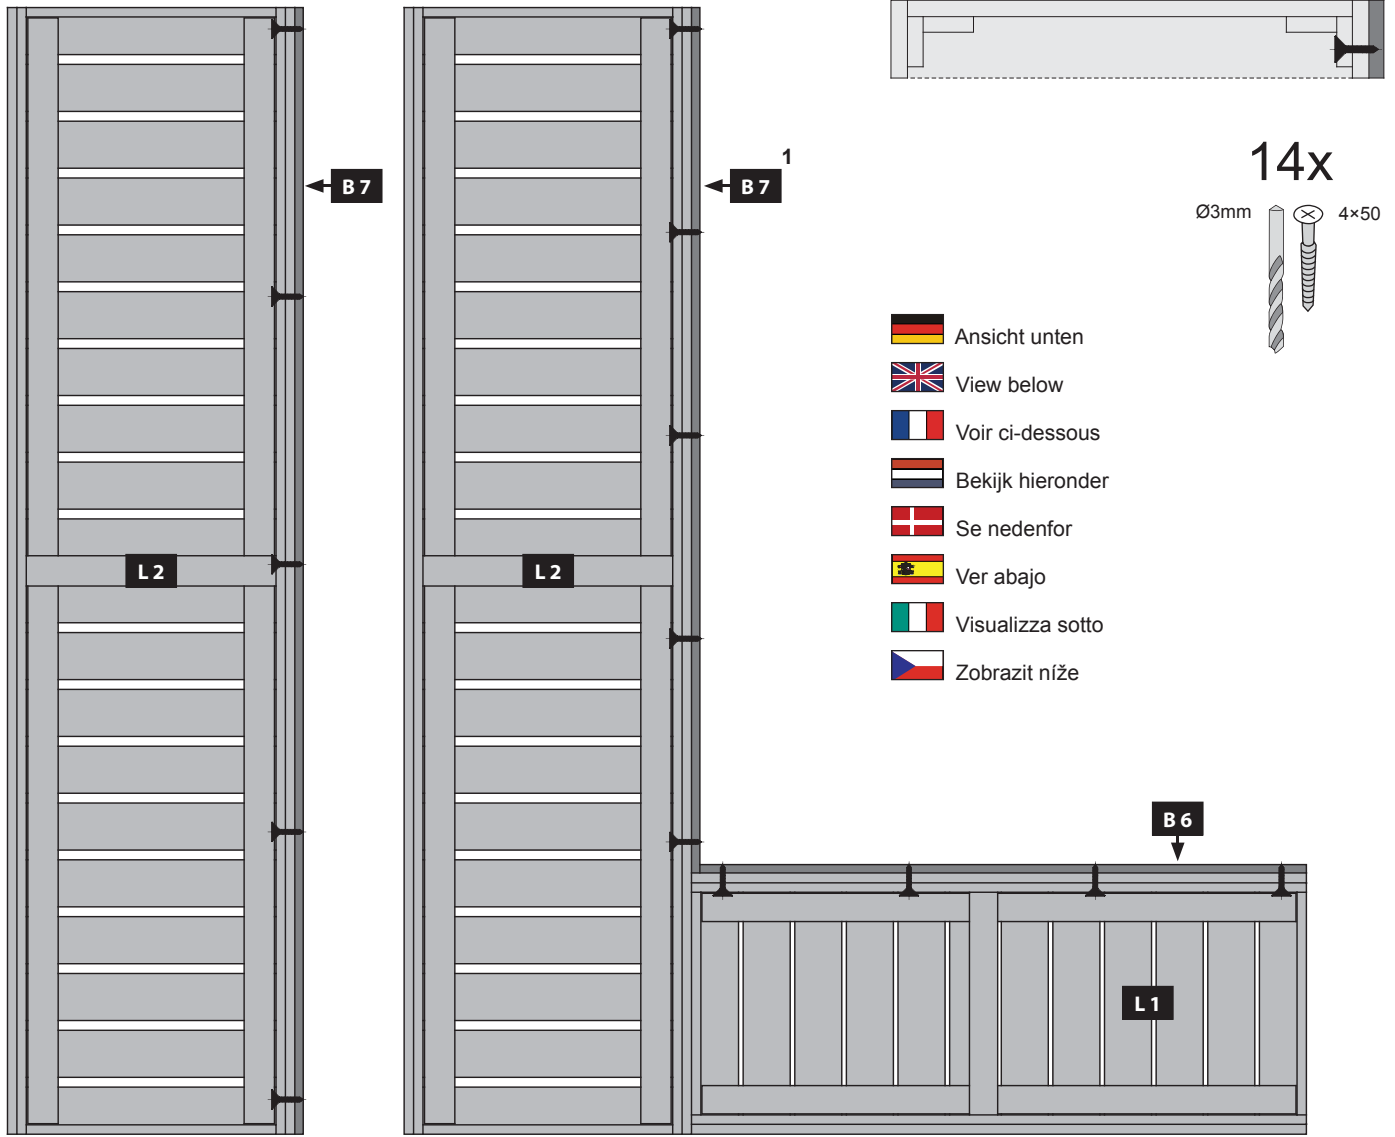 B 7
B 7
1
14x
Ø3mm
4×50
Ansicht unten
View below
Voir ci-dessous
Bekijk hieronder
Se nedenfor
Ver abajo
Visualizza sotto
Zobrazit níže
L 2
L 2
B 6
L 1